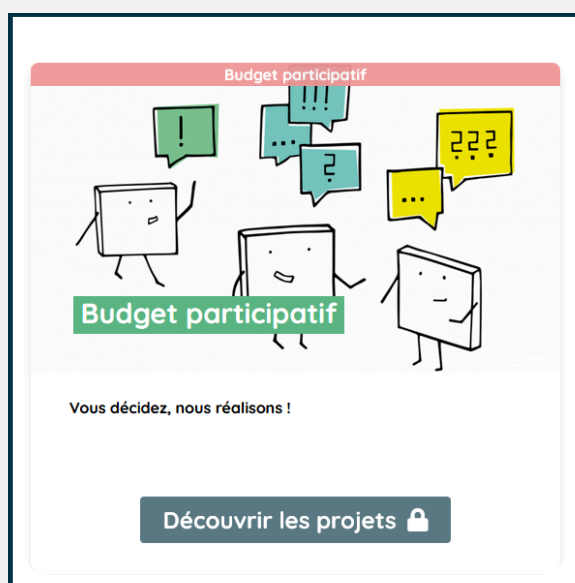 Budget participatif
!
!!!
...
?
???
...
Budget participatif
Vous décidez, nous réalisons !
Découvrir les projets